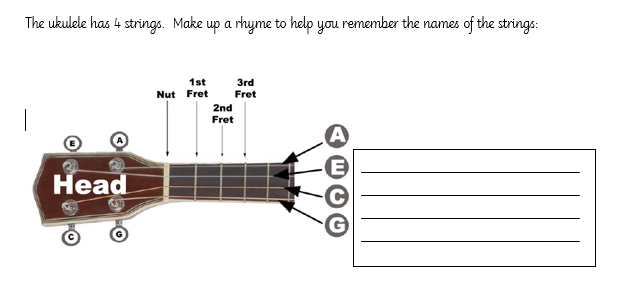 The ukulele has 4 strings.  Make up a rhyme to help you remember the names of the strings:
1st 3rd
Nut Fret Fret
2nd
Fret
E A A
E
Head
C
C G G